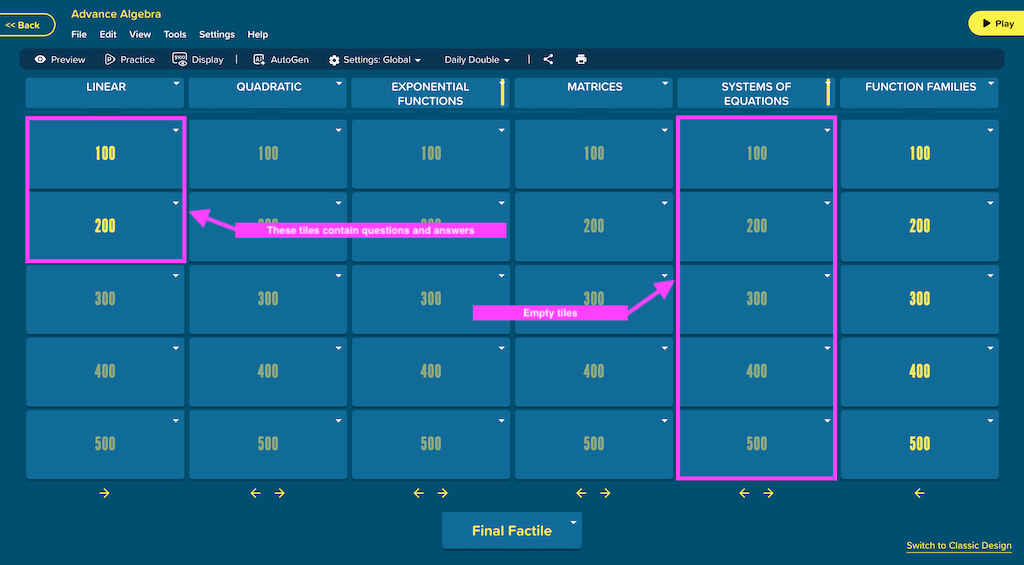 << Back
Advance Algebra
File Edit View Tools Settings Help
Play
Preview Practice $100 Display | AutoGen Settings: Global Daily Double |
LINEAR
QUADRATIC
EXPONENTIAL
FUNCTIONS
MATRICES
SYSTEMS OF
EQUATIONS
FUNCTION FAMILIES
100 100 100 100 100 100
200 200 200 200
These tiles contain questions and answers
300 300 300 300 300 300
Empty tiles
400 400 400 400 400 400
500 500 500 500 500 500
Final Factile
Switch to Classic Design